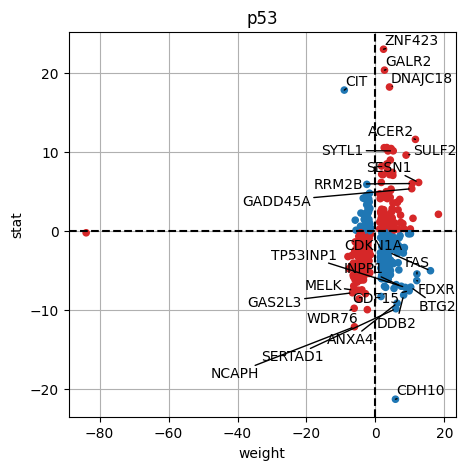 p53
ZNF423
GALR2
CIT
DNAJC18
ACER2
SYTL1
SULF2
SESN1
RRM2B
GADD45A
CDKN1A
TP53INP1
FAS
INPP1
MELK
FDXR
GDF15
GAS2L3
BTG2
WDR76
DDB2
ANXA4
SERTAD1
NCAPH
CDH10
stat
20
10
0
−10
−20
−80
−60
−40
−20
0
20
weight